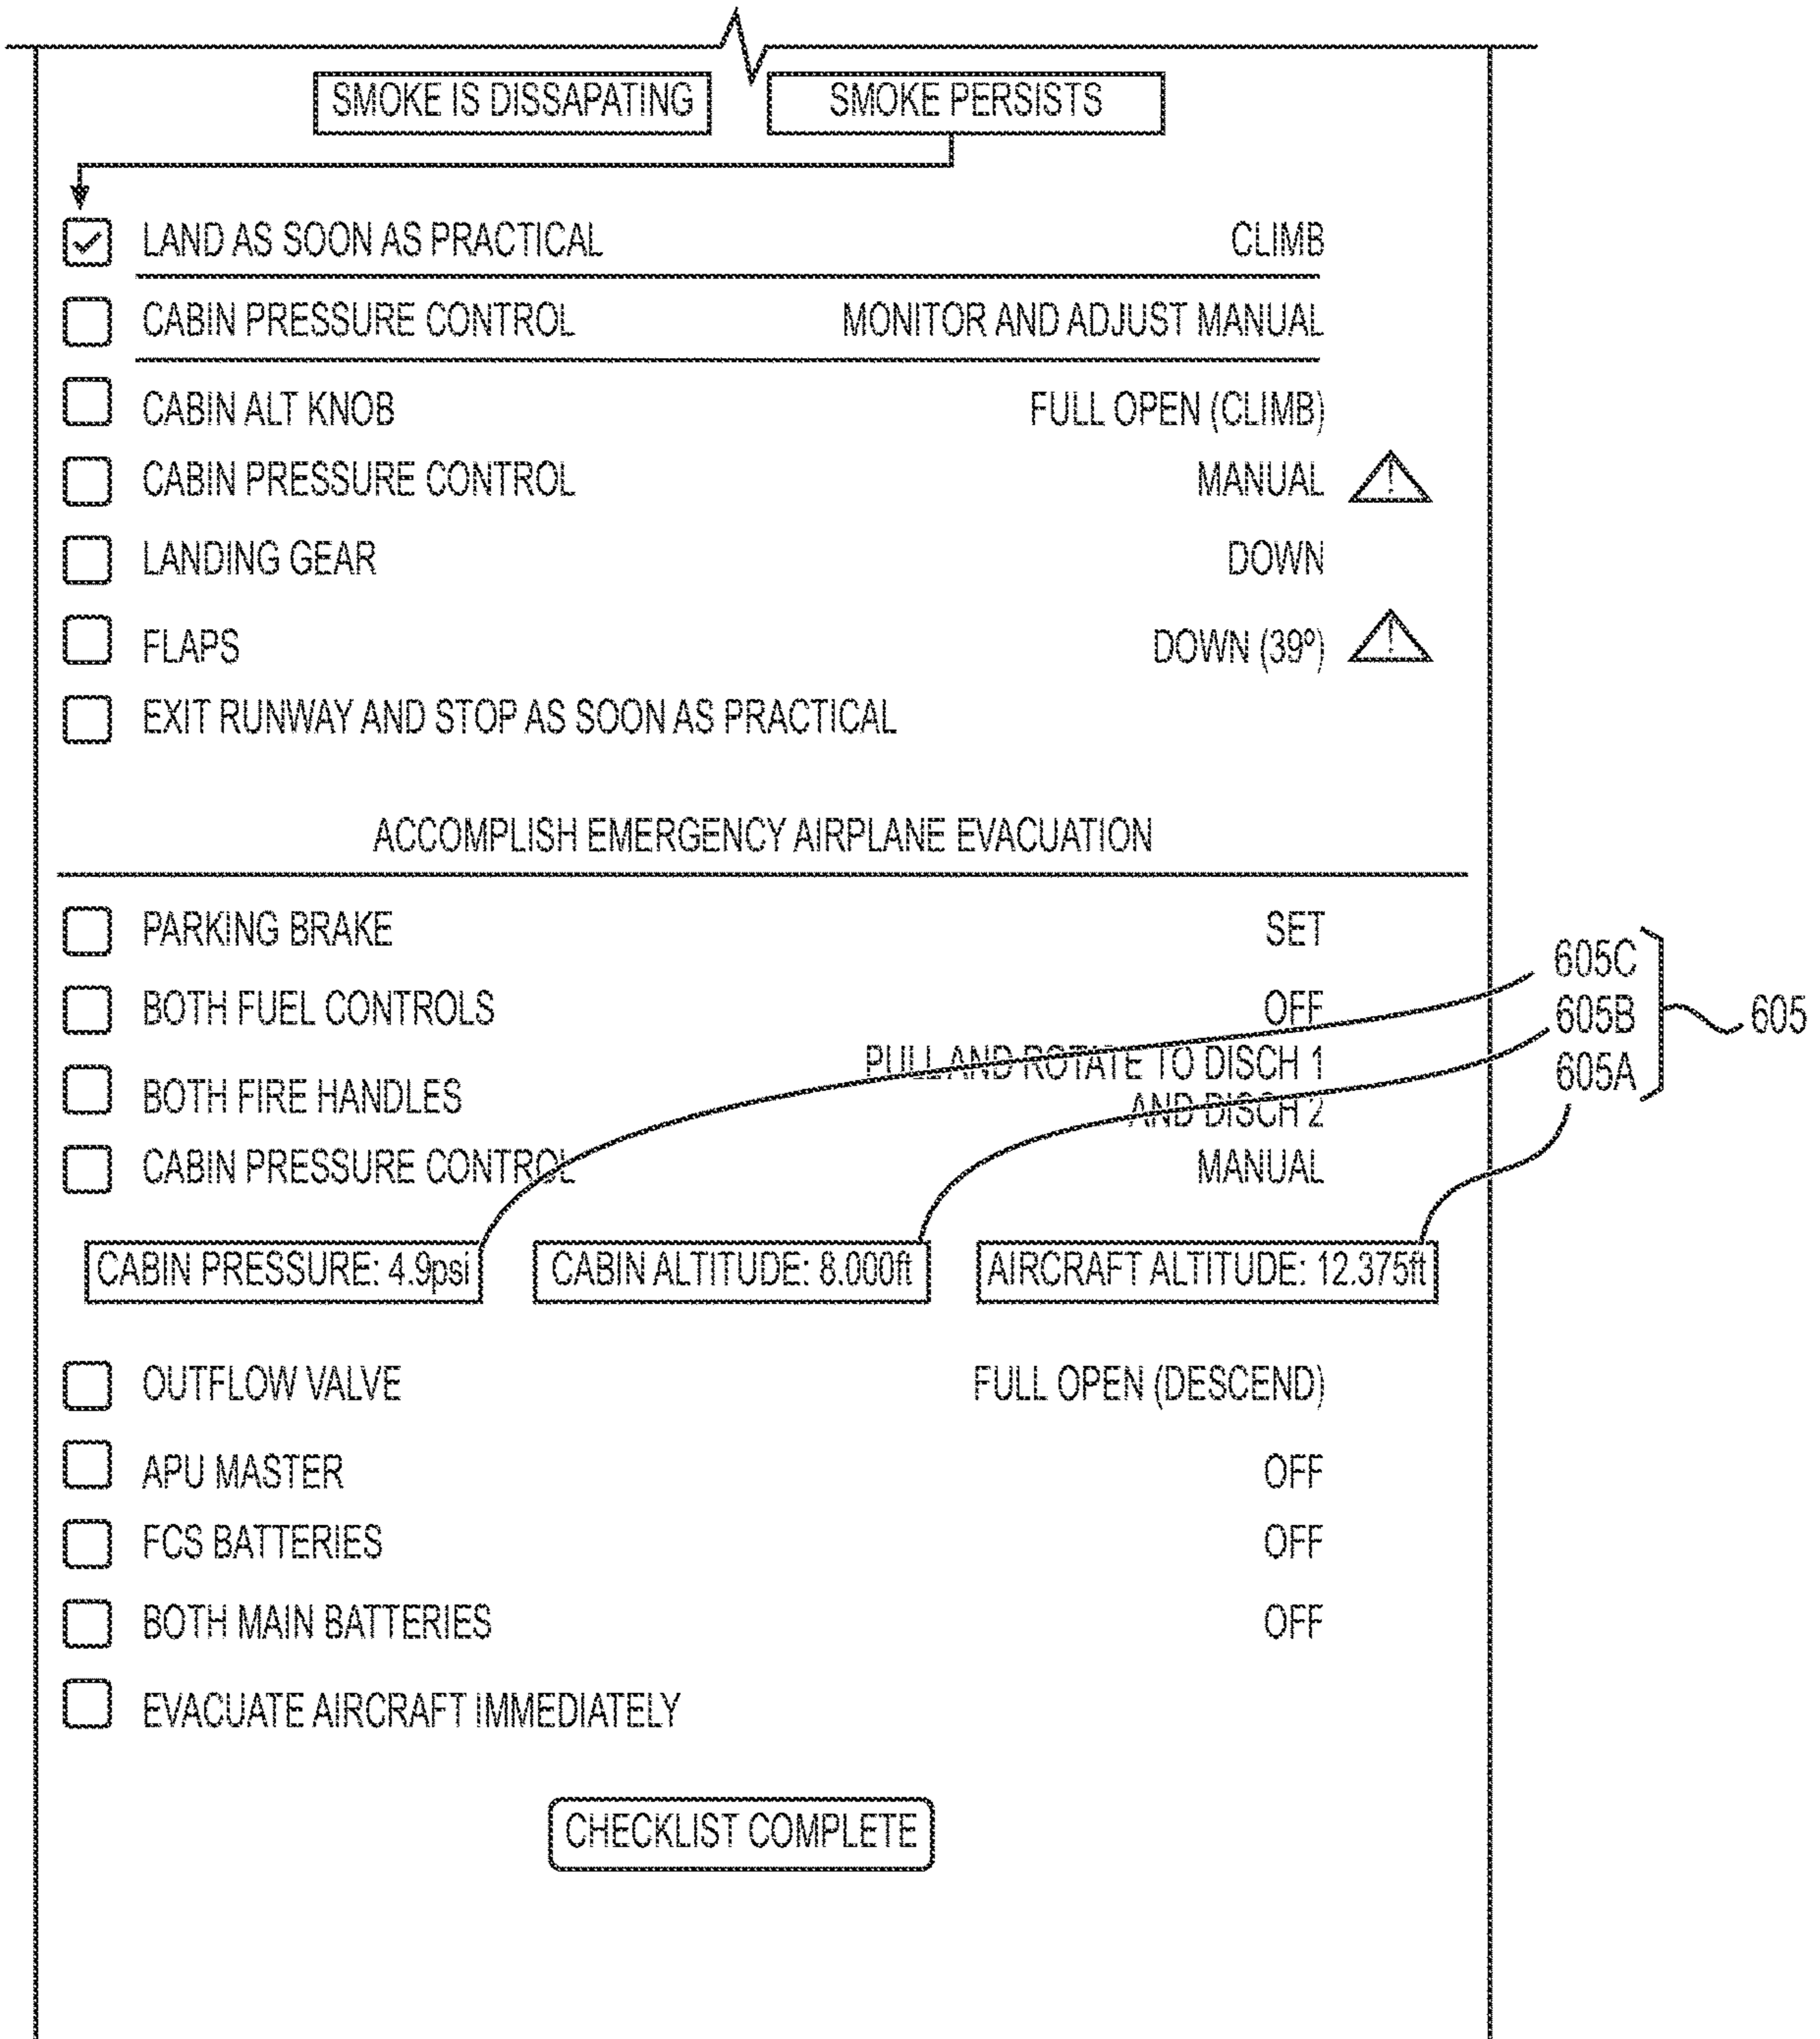 SMOKE IS DISSAPATING SMOKE PERSISTS
LAND AS SOON AS PRACTICAL CLIMB
CABIN PRESSURE CONTROL MONITOR AND ADJUST MANUAL
CABIN ALT KNOB FULL OPEN (CLIMB)
CABIN PRESSURE CONTROL MANUAL !
LANDING GEAR DOWN
FLAPS DOWN (39º) !
EXIT RUNWAY AND STOP AS SOON AS PRACTICAL
ACCOMPLISH EMERGENCY AIRPLANE EVACUATION
PARKING BRAKE SET
605C
BOTH FUEL CONTROLS OFF
605B 605
PULL AND ROTATE TO DISCH 1
605A
BOTH FIRE HANDLES AND DISCH 2
CABIN PRESSURE CONTROL MANUAL
CABIN PRESSURE: 4.9psi CABIN ALTITUDE: 8.000ft AIRCRAFT ALTITUDE: 12.375ft
OUTFLOW VALVE FULL OPEN (DESCEND)
APU MASTER OFF
FCS BATTERIES OFF
BOTH MAIN BATTERIES OFF
EVACUATE AIRCRAFT IMMEDIATELY
CHECKLIST COMPLETE